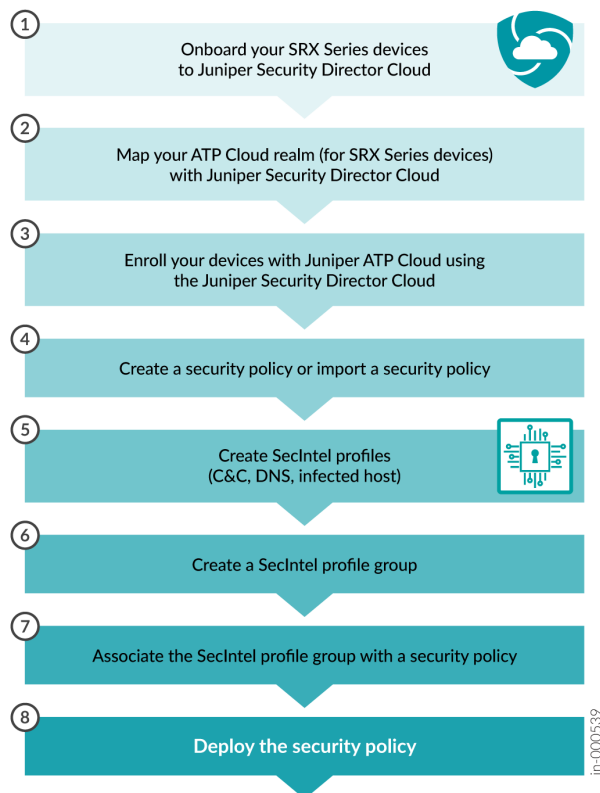 1
Onboard your SRX Series devices
to Juniper Security Director Cloud
2
Map your ATP Cloud realm (for SRX Series devices)
with Juniper Security Director Cloud
3
Enroll your devices with Juniper ATP Cloud using
the Juniper Security Director Cloud
4
Create a security policy or import a security policy
5
Create SecIntel profiles
(C&C, DNS, infected host)
6
Create a SecIntel profile group
7
Associate the SecIntel profile group with a security policy
8
Deploy the security policy
jn-000539